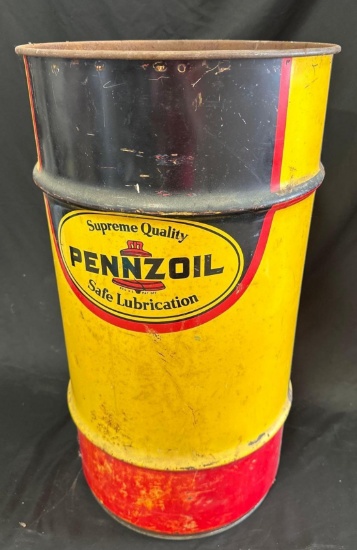 Supreme Quality
PENNZOIL
Safe Lubrication